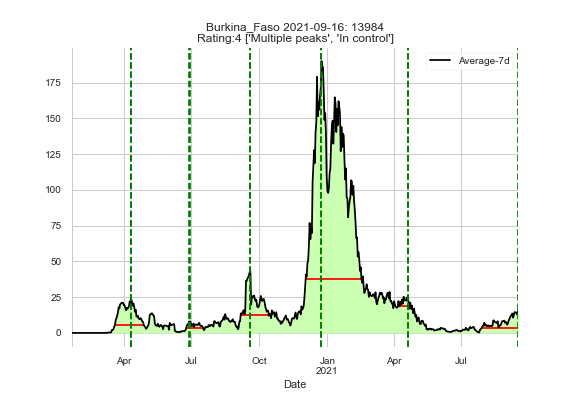 Burkina_Faso 2021-09-16: 13984
Rating:4 ['Multiple peaks', 'In control']
Average-7d
175
150
125
100
75
50
25
0
Apr
Jul
Oct
Jan
2021
Apr
Jul
Date